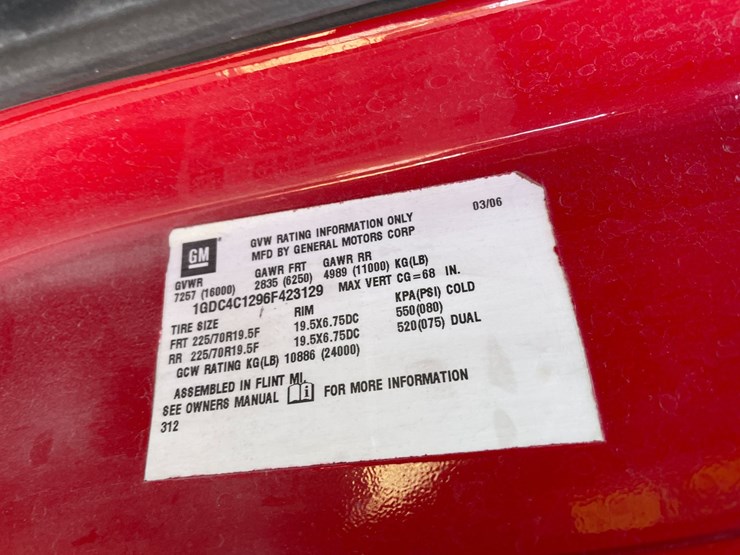 GM
GVW RATING INFORMATION ONLY 03/06
MFD BY GENERAL MOTORS CORP
GVWR GAWR FRT GAWR RR
7257 (16000) 2835 (6250) 4989 (11000) KG(LB)
1GDC4C1296F423129 MAX VERT CG=68 IN.
TIRE SIZE RIM KPA(PSI) COLD
FRT 225/70R19.5F 19.5X6.75DC 550(080)
RR 225/70R19.5F 19.5X6.75DC 520(075) DUAL
GCW RATING KG(LB) 10886 (24000)
ASSEMBLED IN FLINT MI.
SEE OWNERS MANUAL i FOR MORE INFORMATION
312